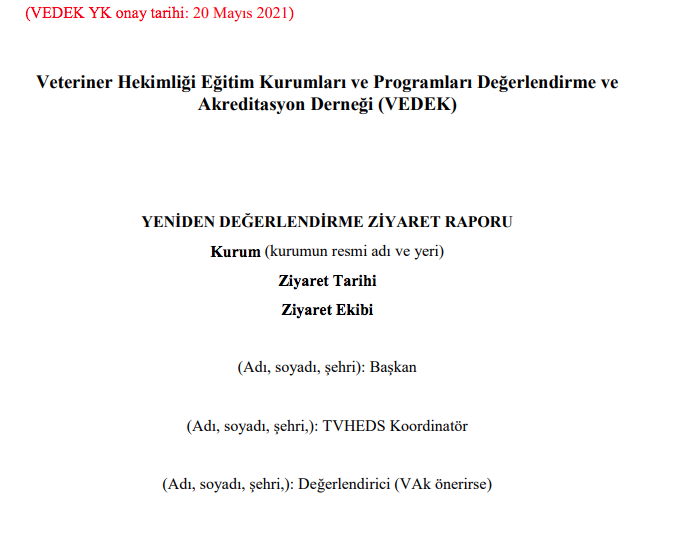 (VEDEK YK onay tarihi: 20 Mayıs 2021)
Veteriner Hekimliği Eğitim Kurumları ve Programları Değerlendirme ve
Akreditasyon Derneği (VEDEK)
YENİDEN DEĞERLENDİRME ZİYARET RAPORU
Kurum (kurumun resmi adı ve yeri)
Ziyaret Tarihi
Ziyaret Ekibi
(Adı, soyadı, şehri): Başkan
(Adı, soyadı, şehri,): TVHEDS Koordinatör
(Adı, soyadı, şehri,): Değerlendirici (VAk önerirse)